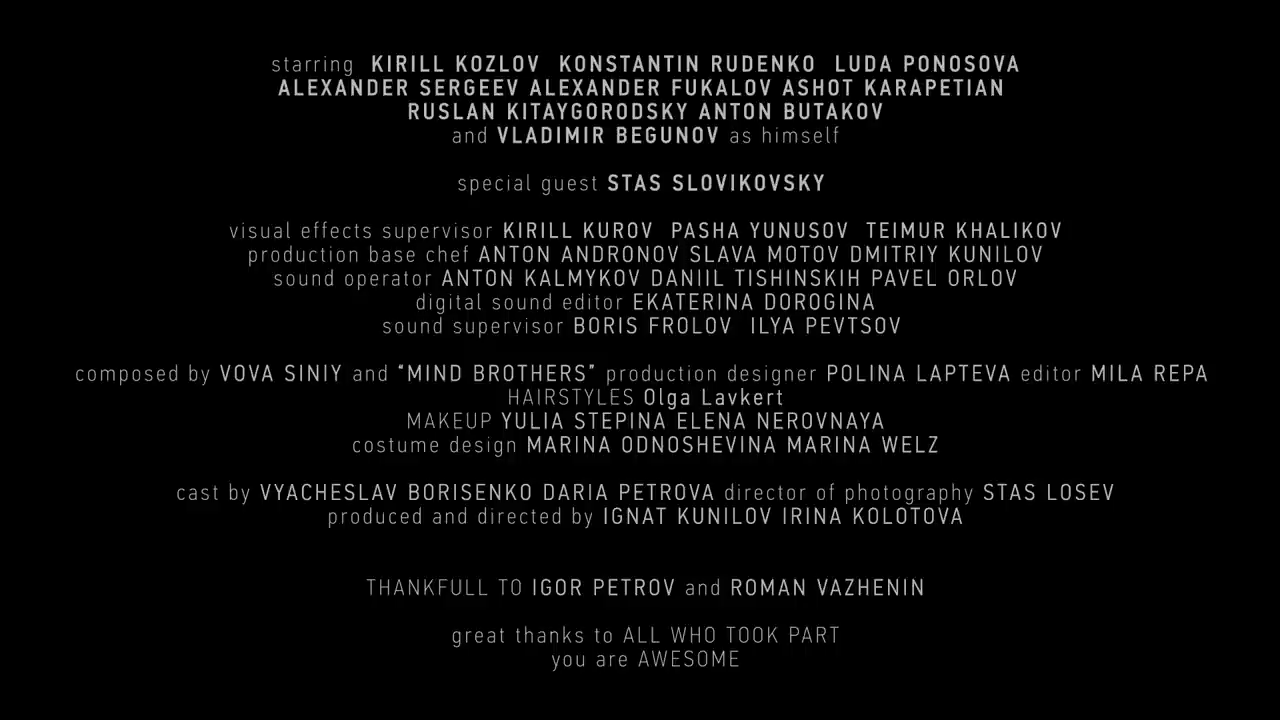 starring KIRILL KOZLOV KONSTANTIN RUDENKO LUDA PONOSOVA
ALEXANDER SERGEEV ALEXANDER FUKALOV ASHOT KARAPETIAN
RUSLAN KITAYGORODSKY ANTON BUTAKOV
and VLADIMIR BEGUNOV as himself
special guest STAS SLOVIKOVSKY
visual effects supervisor KIRILL KUROV PASHA YUNUSOV TEIMUR KHALIKOV
production base chef ANTON ANDRONOV SLAVA MOTOV DMITRIY KUNILOV
sound operator ANTON KALMYKOV DANIIL TISHINSKIH PAVEL ORLOV
digital sound editor EKATERINA DOROGINA
sound supervisor BORIS FROLOV ILYA PEVTSOV
composed by VOVA SINIY and “MIND BROTHERS” production designer POLINA LAPTEVA editor MILA REPA
HAIRSTYLES Olga Lavkert
MAKEUP YULIA STEPINA ELENA NEROVNAYA
costume design MARINA ODNOSHEVINA MARINA WELZ
cast by VYACHESLAV BORISENKO DARIA PETROVA director of photography STAS LOSEV
produced and directed by IGNAT KUNILOV IRINA KOLOTOVA
THANKFULL TO IGOR PETROV and ROMAN VAZHENIN
great thanks to ALL WHO TOOK PART
you are AWESOME